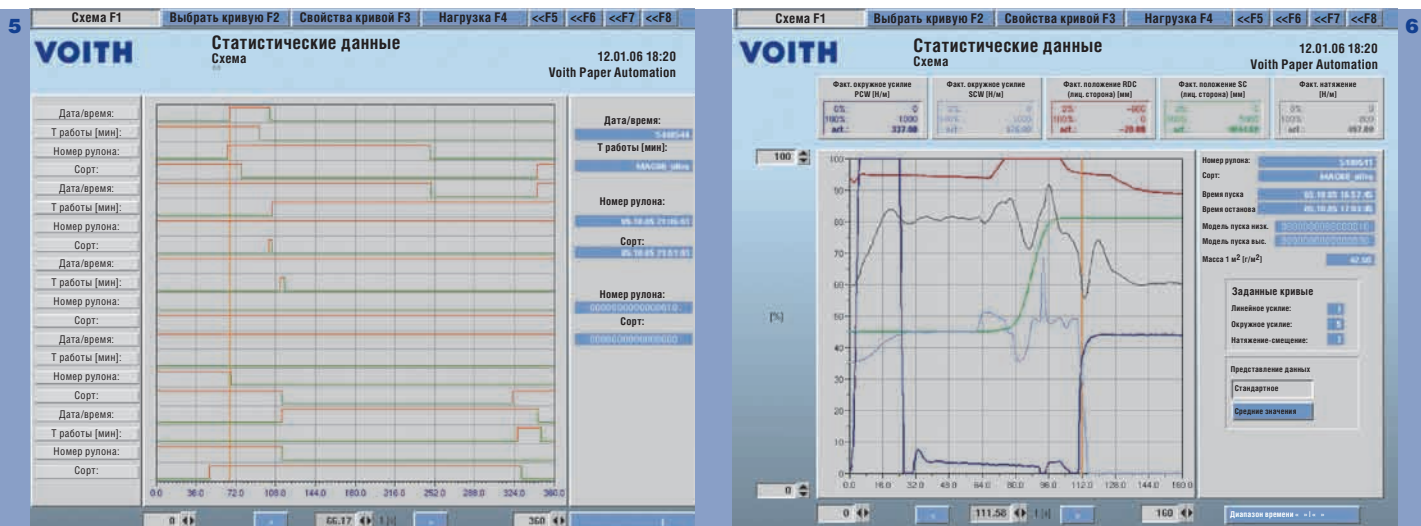 5
Схема F1 Выбрать кривую F2 Свойства кривой F3 Нагрузка F4 <<F5 <<F6 <<F7 <<F8
VOITH
Статистические данные
Схема
12.01.06 18:20
Voith Paper Automation
Дата/время:
Т работы [мин]:
Номер рулона:
Сорт:
Дата/время:
Т работы [мин]:
Номер рулона:
Сорт:
Дата/время:
Т работы [мин]:
Номер рулона:
Сорт:
Дата/время:
Т работы [мин]:
Номер рулона:
Сорт:
Дата/время:
Т работы [мин]:
Номер рулона:
Сорт:
0.0 36.0 72.0 108.0 144.0 180.0 216.0 252.0 288.0 324.0 360.0
0 66.17 360
Дата/время:
Т работы [мин]:
Номер рулона:
Сорт:
Номер рулона:
Сорт:
6
Схема F1 Выбрать кривую F2 Свойства кривой F3 Нагрузка F4 <<F5 <<F6 <<F7 <<F8
VOITH
Статистические данные
Схема
12.01.06 18:20
Voith Paper Automation
Факт. окружное усилие
PCW [Н/м]
0% 0
100% 1000
act.: 337.00
Факт. окружное усилие
SCW [Н/м]
Факт. положение RDC
(лиц. сторона) [мм]
Факт. положение SC
(лиц. сторона) [мм]
Факт. натяжение
[Н/м]
100
100
90
80
70
60
[%]
50
40
30
20
10
0
0
0.0 16.0 32.0 48.0 64.0 80.0 96.0 112.0 128.0 144.0 160.0
0 111.58 160
Номер рулона:
Сорт:
Время пуска
Время останова
Модель пуска низк.
Модель пуска выс.
Масса 1 м2 [г/м2]
Заданные кривые
Линейное усилие:
Окружное усилие: 5
Натяжение-смещение:
Представление данных
Стандартное
Средние значения
Диапазон времени